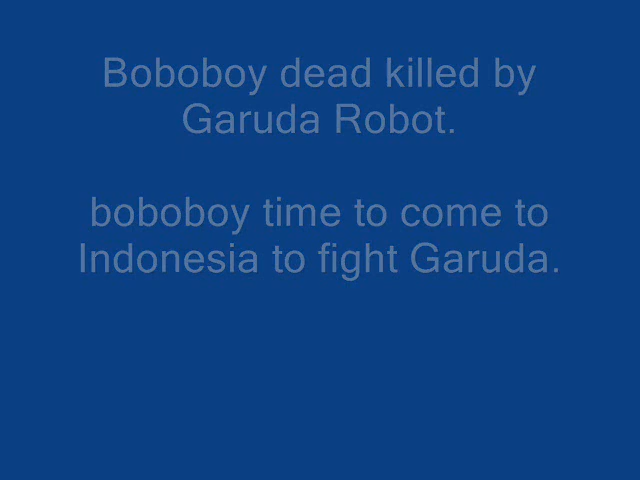 Boboboy dead killed by
Garuda Robot.
boboboy time to come to
Indonesia to fight Garuda.